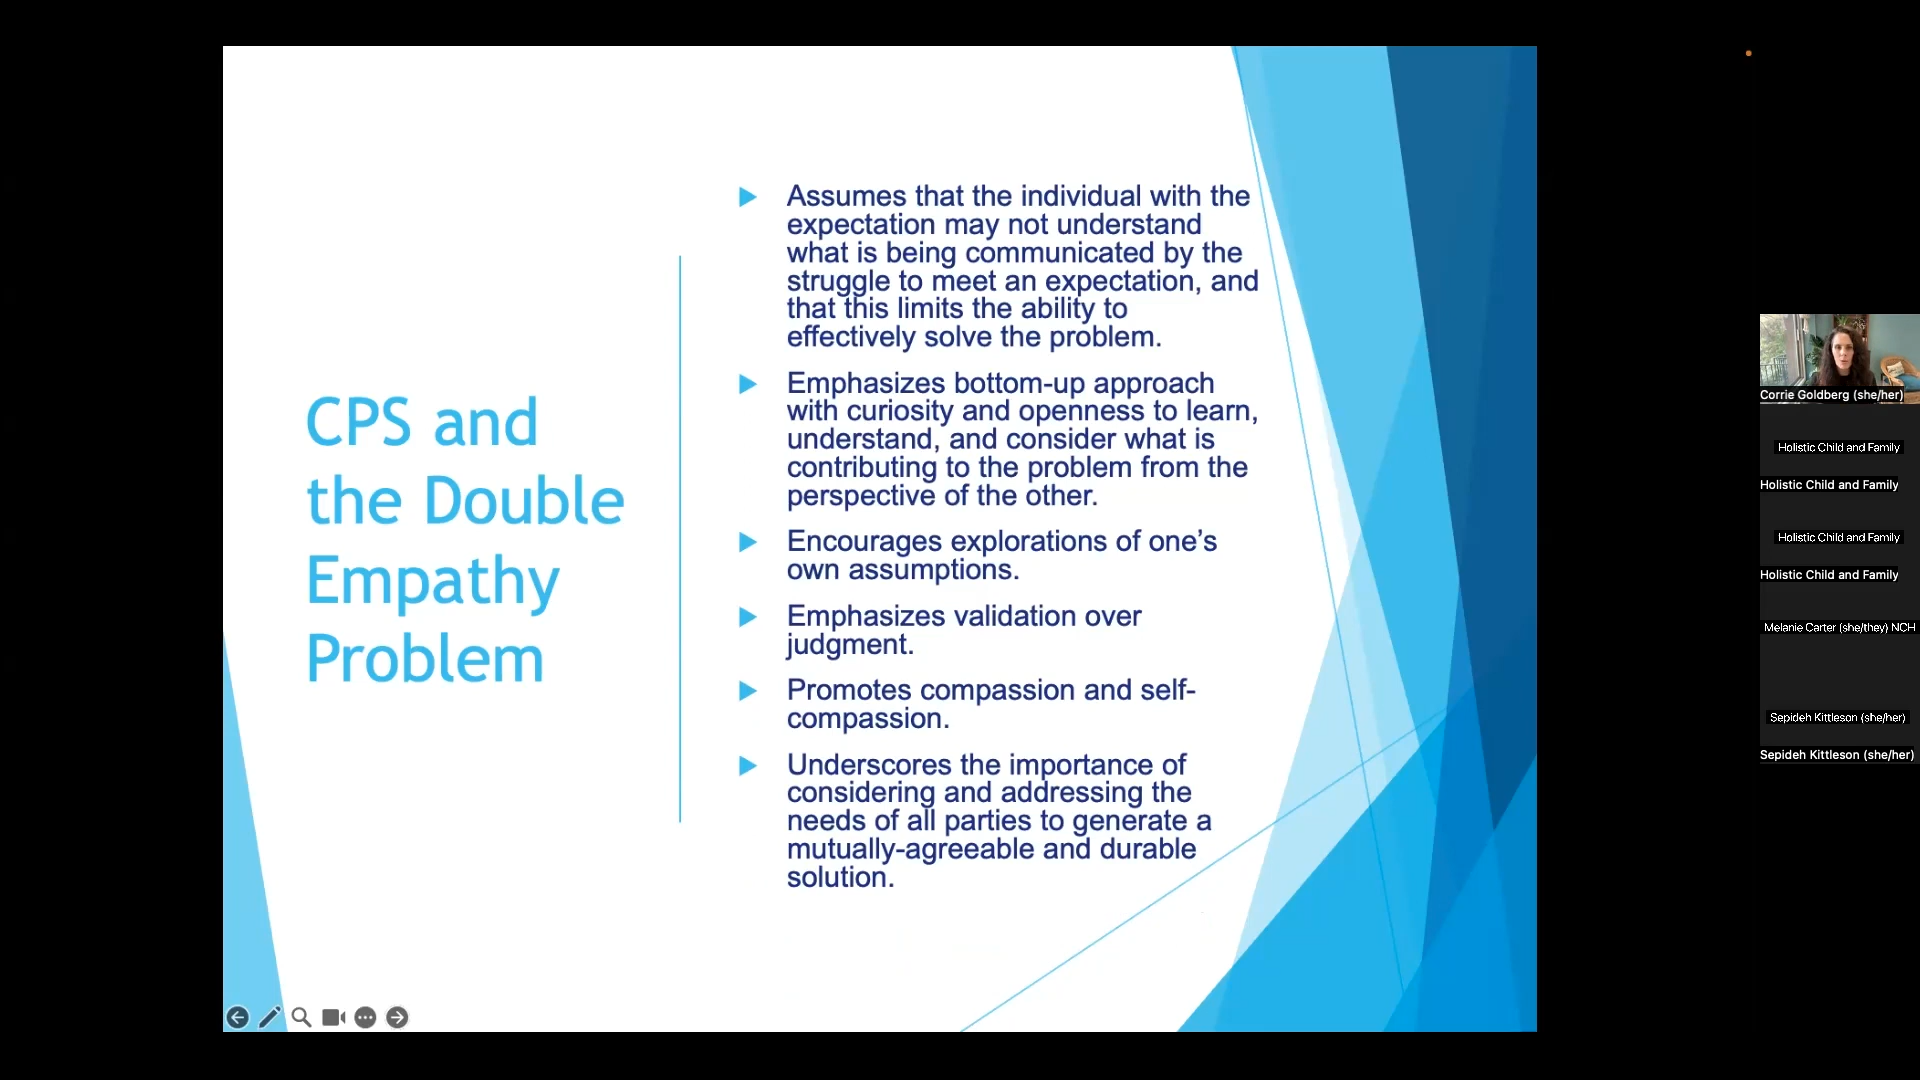 CPS and
the Double
Empathy
Problem
Assumes that the individual with the
expectation may not understand
what is being communicated by the
struggle to meet an expectation, and
that this limits the ability to
effectively solve the problem.
Emphasizes bottom-up approach
with curiosity and openness to learn,
understand, and consider what is
contributing to the problem from the
perspective of the other.
Encourages explorations of one’s
own assumptions.
Emphasizes validation over
judgment.
Promotes compassion and self-
compassion.
Underscores the importance of
considering and addressing the
needs of all parties to generate a
mutually-agreeable and durable
solution.
Corrie Goldberg (she/her)
Holistic Child and Family
Holistic Child and Family
Holistic Child and Family
Holistic Child and Family
Melanie Carter (she/they) NCH
Sepideh Kittleson (she/her)
Sepideh Kittleson (she/her)